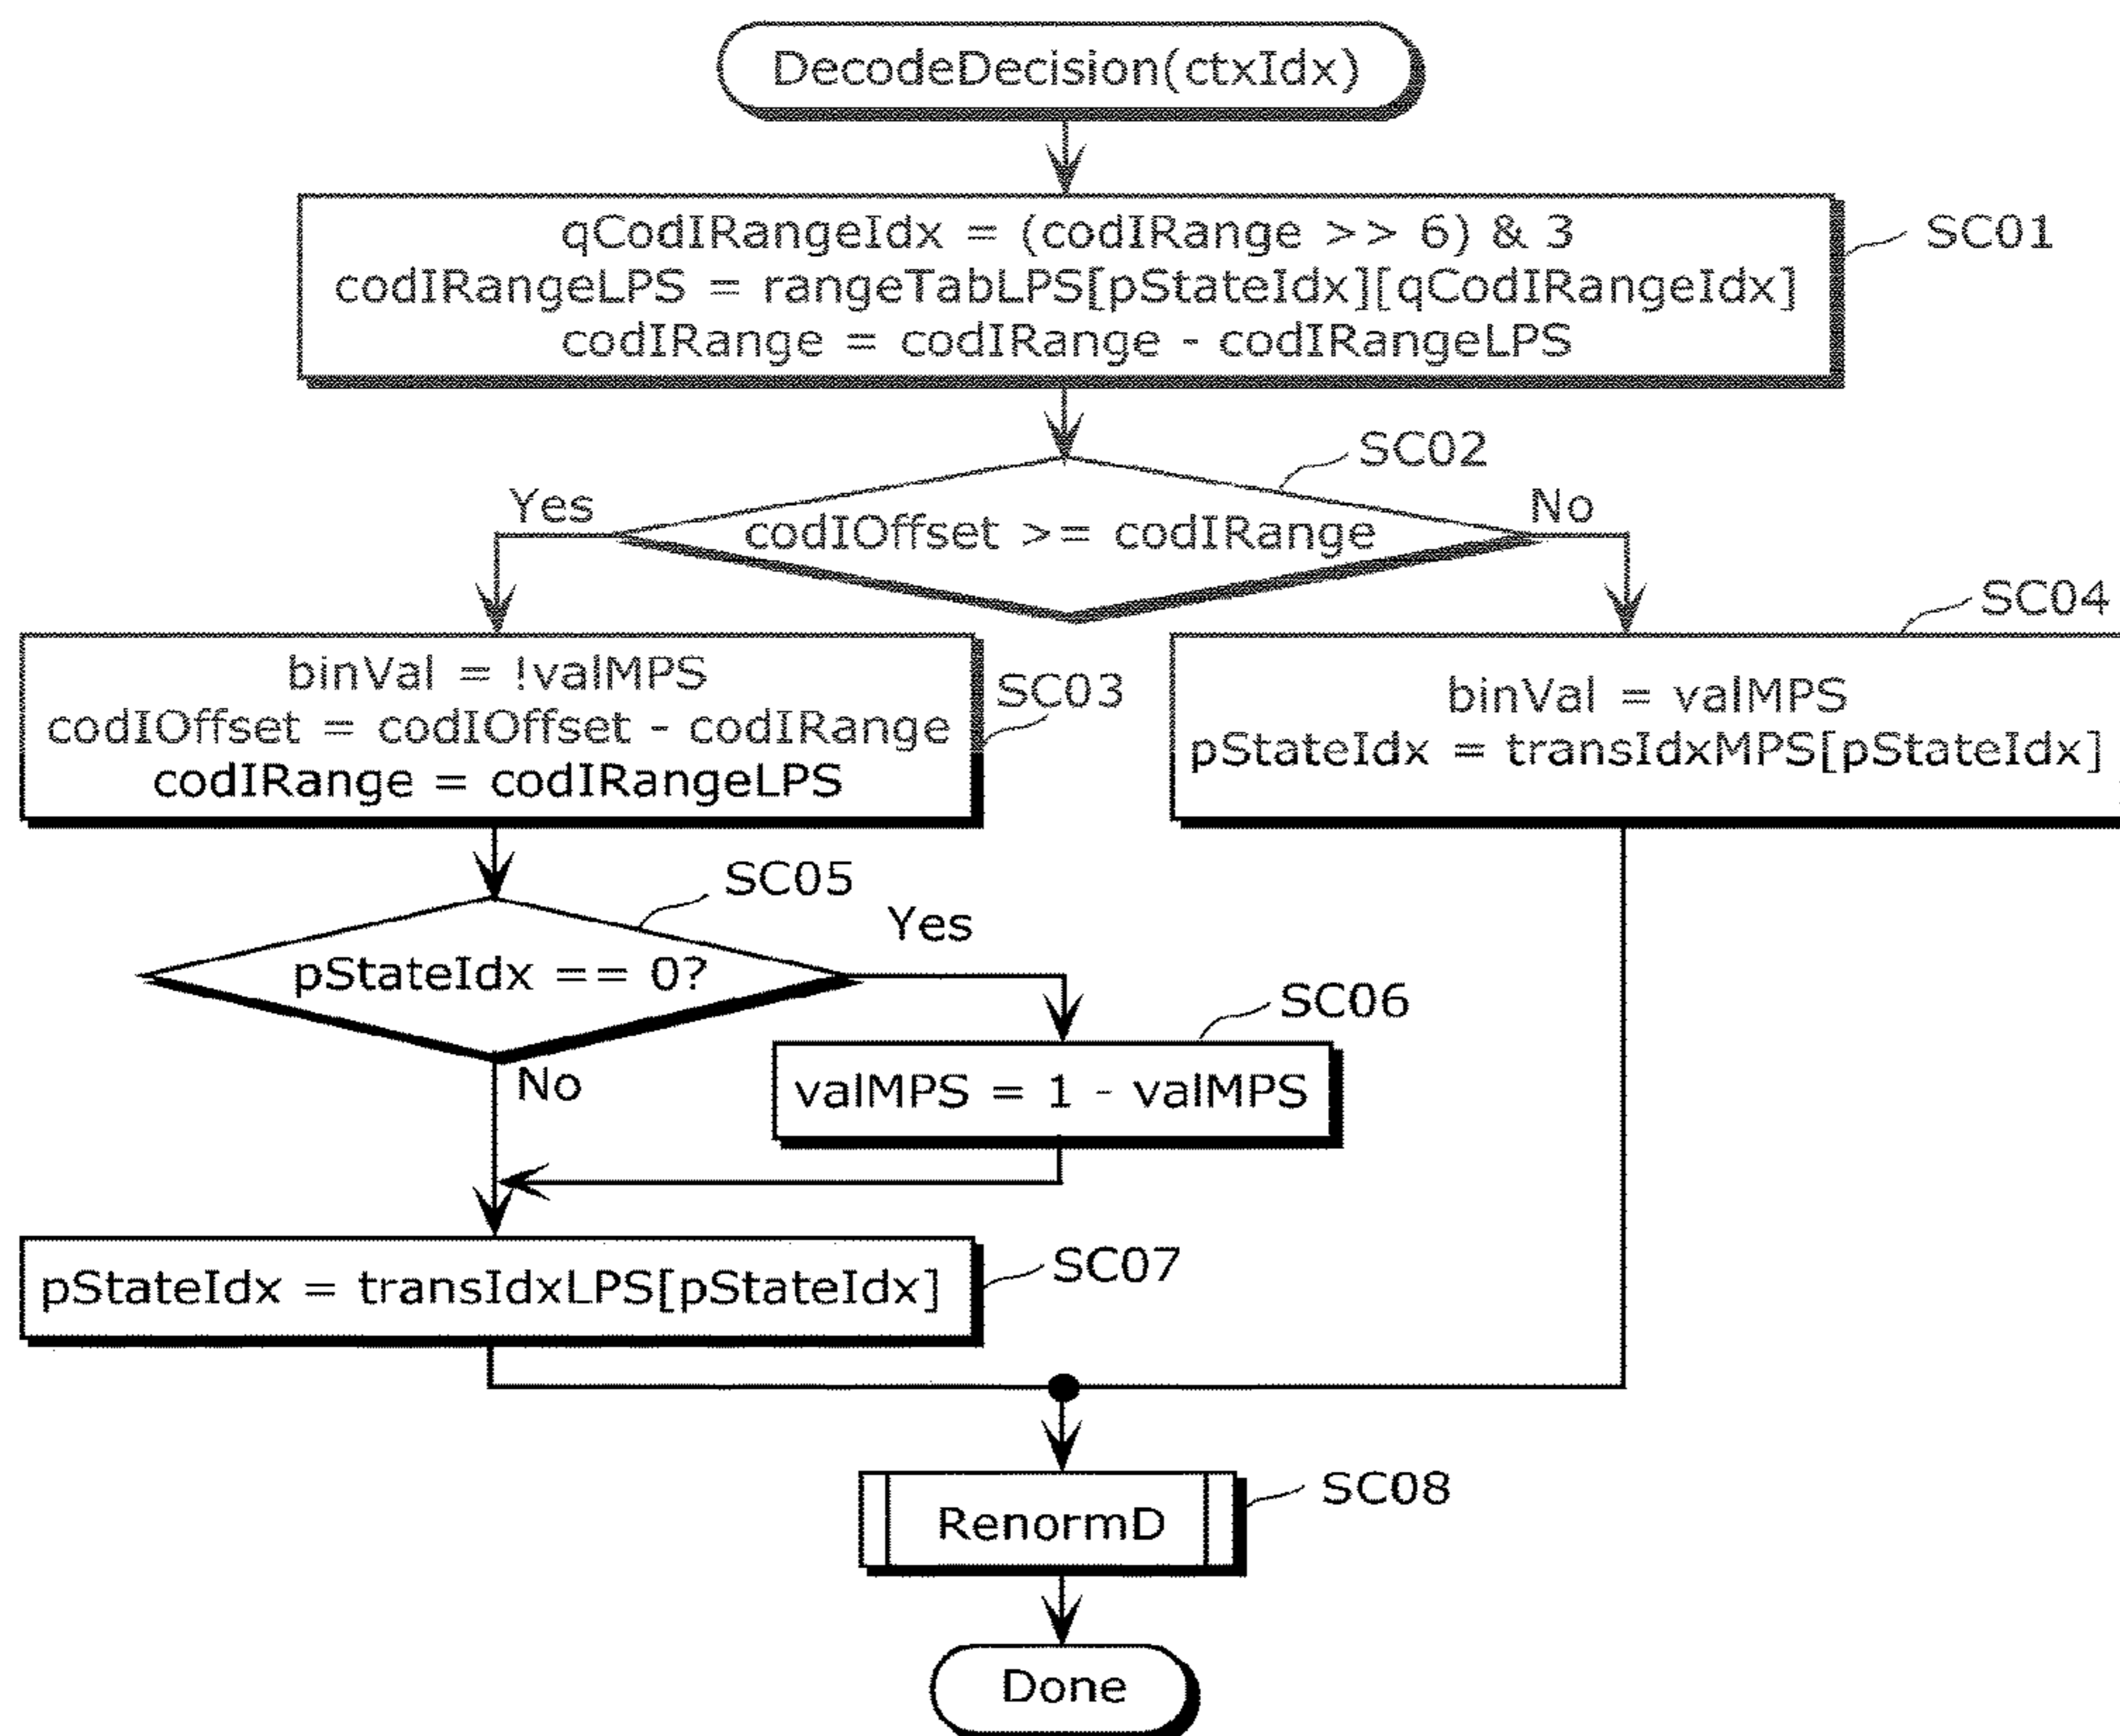 DecodeDecision(ctxIdx)
qCodIRangeIdx = (codIRange >> 6) & 3
codIRangeLPS = rangeTabLPS[pStateIdx][qCodIRangeIdx]
codIRange = codIRange - codIRangeLPS
SC01
SC02
Yes
codIOffset >= codIRange
No
SC04
binVal = !valMPS
codIOffset = codIOffset - codIRange
codIRange = codIRangeLPS
SC03
binVal = valMPS
pStateIdx = transIdxMPS[pStateIdx]
SC05
Yes
pStateIdx == 0?
No
SC06
valMPS = 1 - valMPS
pStateIdx = transIdxLPS[pStateIdx]
SC07
RenormD
SC08
Done